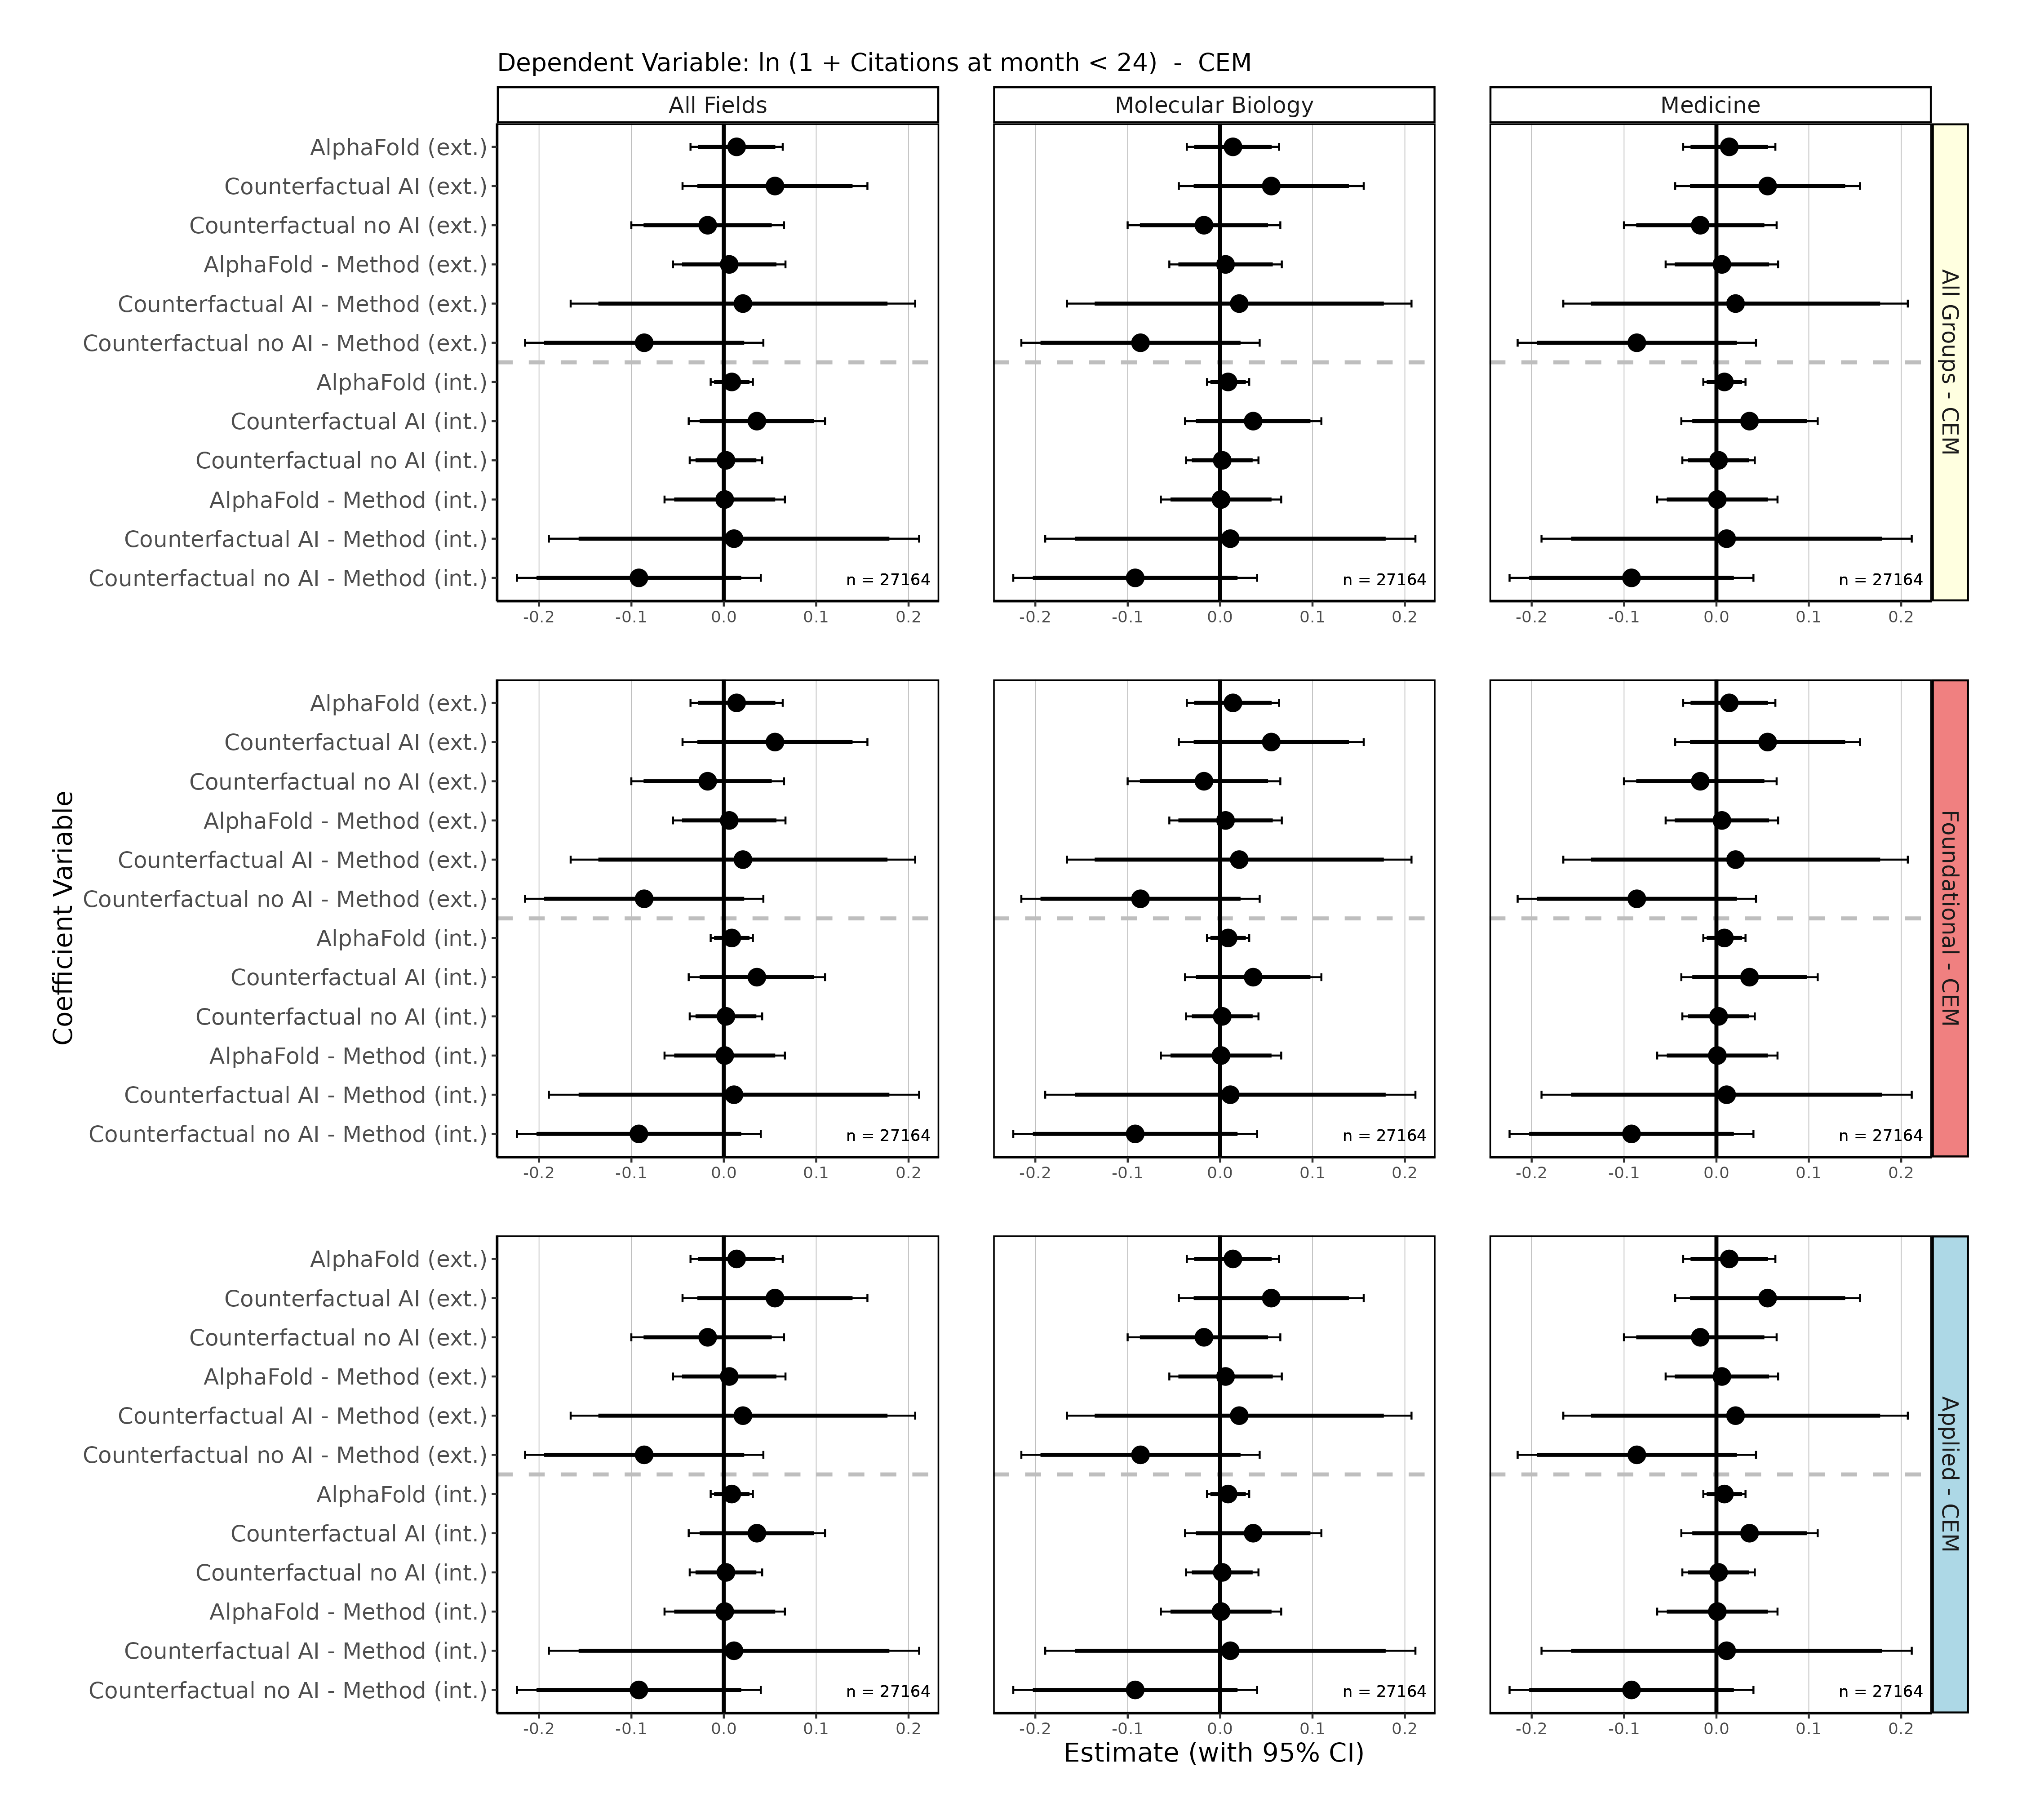 Dependent Variable: ln (1 + Citations at month < 24)  -  CEM
All Fields
Molecular Biology
Medicine
AlphaFold (ext.)
Counterfactual AI (ext.)
Counterfactual no AI (ext.)
AlphaFold - Method (ext.)
Counterfactual AI - Method (ext.)
Counterfactual no AI - Method (ext.)
AlphaFold (int.)
Counterfactual AI (int.)
Counterfactual no AI (int.)
AlphaFold - Method (int.)
Counterfactual AI - Method (int.)
Counterfactual no AI - Method (int.)
n = 27164
n = 27164
n = 27164
-0.2 -0.1 0.0 0.1 0.2
-0.2 -0.1 0.0 0.1 0.2
-0.2 -0.1 0.0 0.1 0.2
All Groups - CEM
Coefficient Variable
AlphaFold (ext.)
Counterfactual AI (ext.)
Counterfactual no AI (ext.)
AlphaFold - Method (ext.)
Counterfactual AI - Method (ext.)
Counterfactual no AI - Method (ext.)
AlphaFold (int.)
Counterfactual AI (int.)
Counterfactual no AI (int.)
AlphaFold - Method (int.)
Counterfactual AI - Method (int.)
Counterfactual no AI - Method (int.)
n = 27164
n = 27164
n = 27164
-0.2 -0.1 0.0 0.1 0.2
-0.2 -0.1 0.0 0.1 0.2
-0.2 -0.1 0.0 0.1 0.2
Foundational - CEM
AlphaFold (ext.)
Counterfactual AI (ext.)
Counterfactual no AI (ext.)
AlphaFold - Method (ext.)
Counterfactual AI - Method (ext.)
Counterfactual no AI - Method (ext.)
AlphaFold (int.)
Counterfactual AI (int.)
Counterfactual no AI (int.)
AlphaFold - Method (int.)
Counterfactual AI - Method (int.)
Counterfactual no AI - Method (int.)
n = 27164
n = 27164
n = 27164
-0.2 -0.1 0.0 0.1 0.2
-0.2 -0.1 0.0 0.1 0.2
-0.2 -0.1 0.0 0.1 0.2
Applied - CEM
Estimate (with 95% CI)